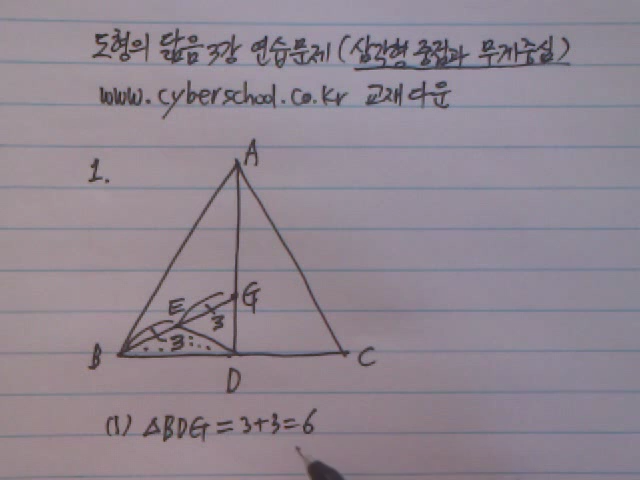 도형의 닮음 3강 연습문제 (삼각형 중점과 무게중심)
www.cyberschool.co.kr 교재다운
1.
A
E
G
3
3
B
D
C
(1) △BDG = 3+3=6